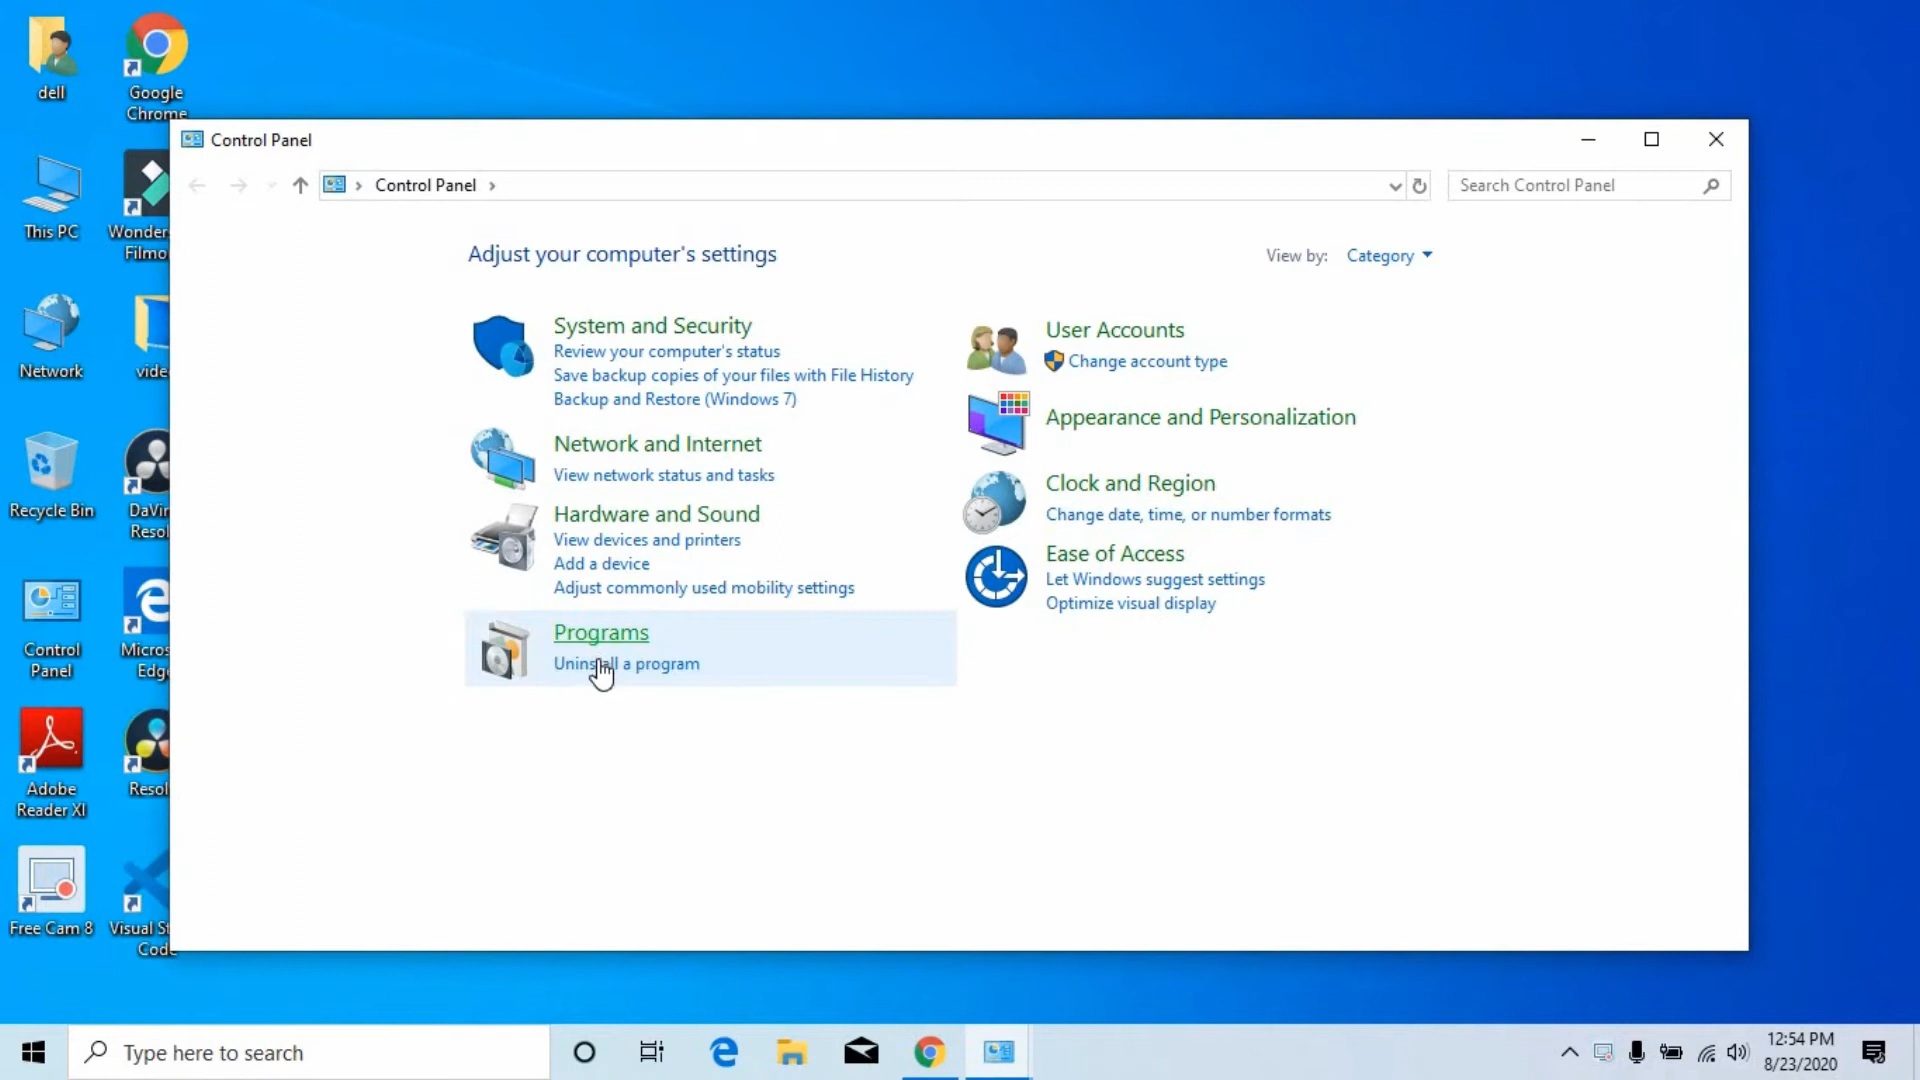 dell
Google
Chrome
This PC
Wonder
Filmo
Network
vide
Recycle Bin
DaVin
Resol
Control
Panel
Micros
Edg
Adobe
Reader XI
Resol
Free Cam 8
Visual St
Code
Control Panel
Control Panel
Search Control Panel
Adjust your computer's settings
View by: Category
System and Security
Review your computer's status
Save backup copies of your files with File History
Backup and Restore (Windows 7)
Network and Internet
View network status and tasks
Hardware and Sound
View devices and printers
Add a device
Adjust commonly used mobility settings
Programs
Uninstall a program
User Accounts
Change account type
Appearance and Personalization
Clock and Region
Change date, time, or number formats
Ease of Access
Let Windows suggest settings
Optimize visual display
Type here to search
12:54 PM
8/23/2020